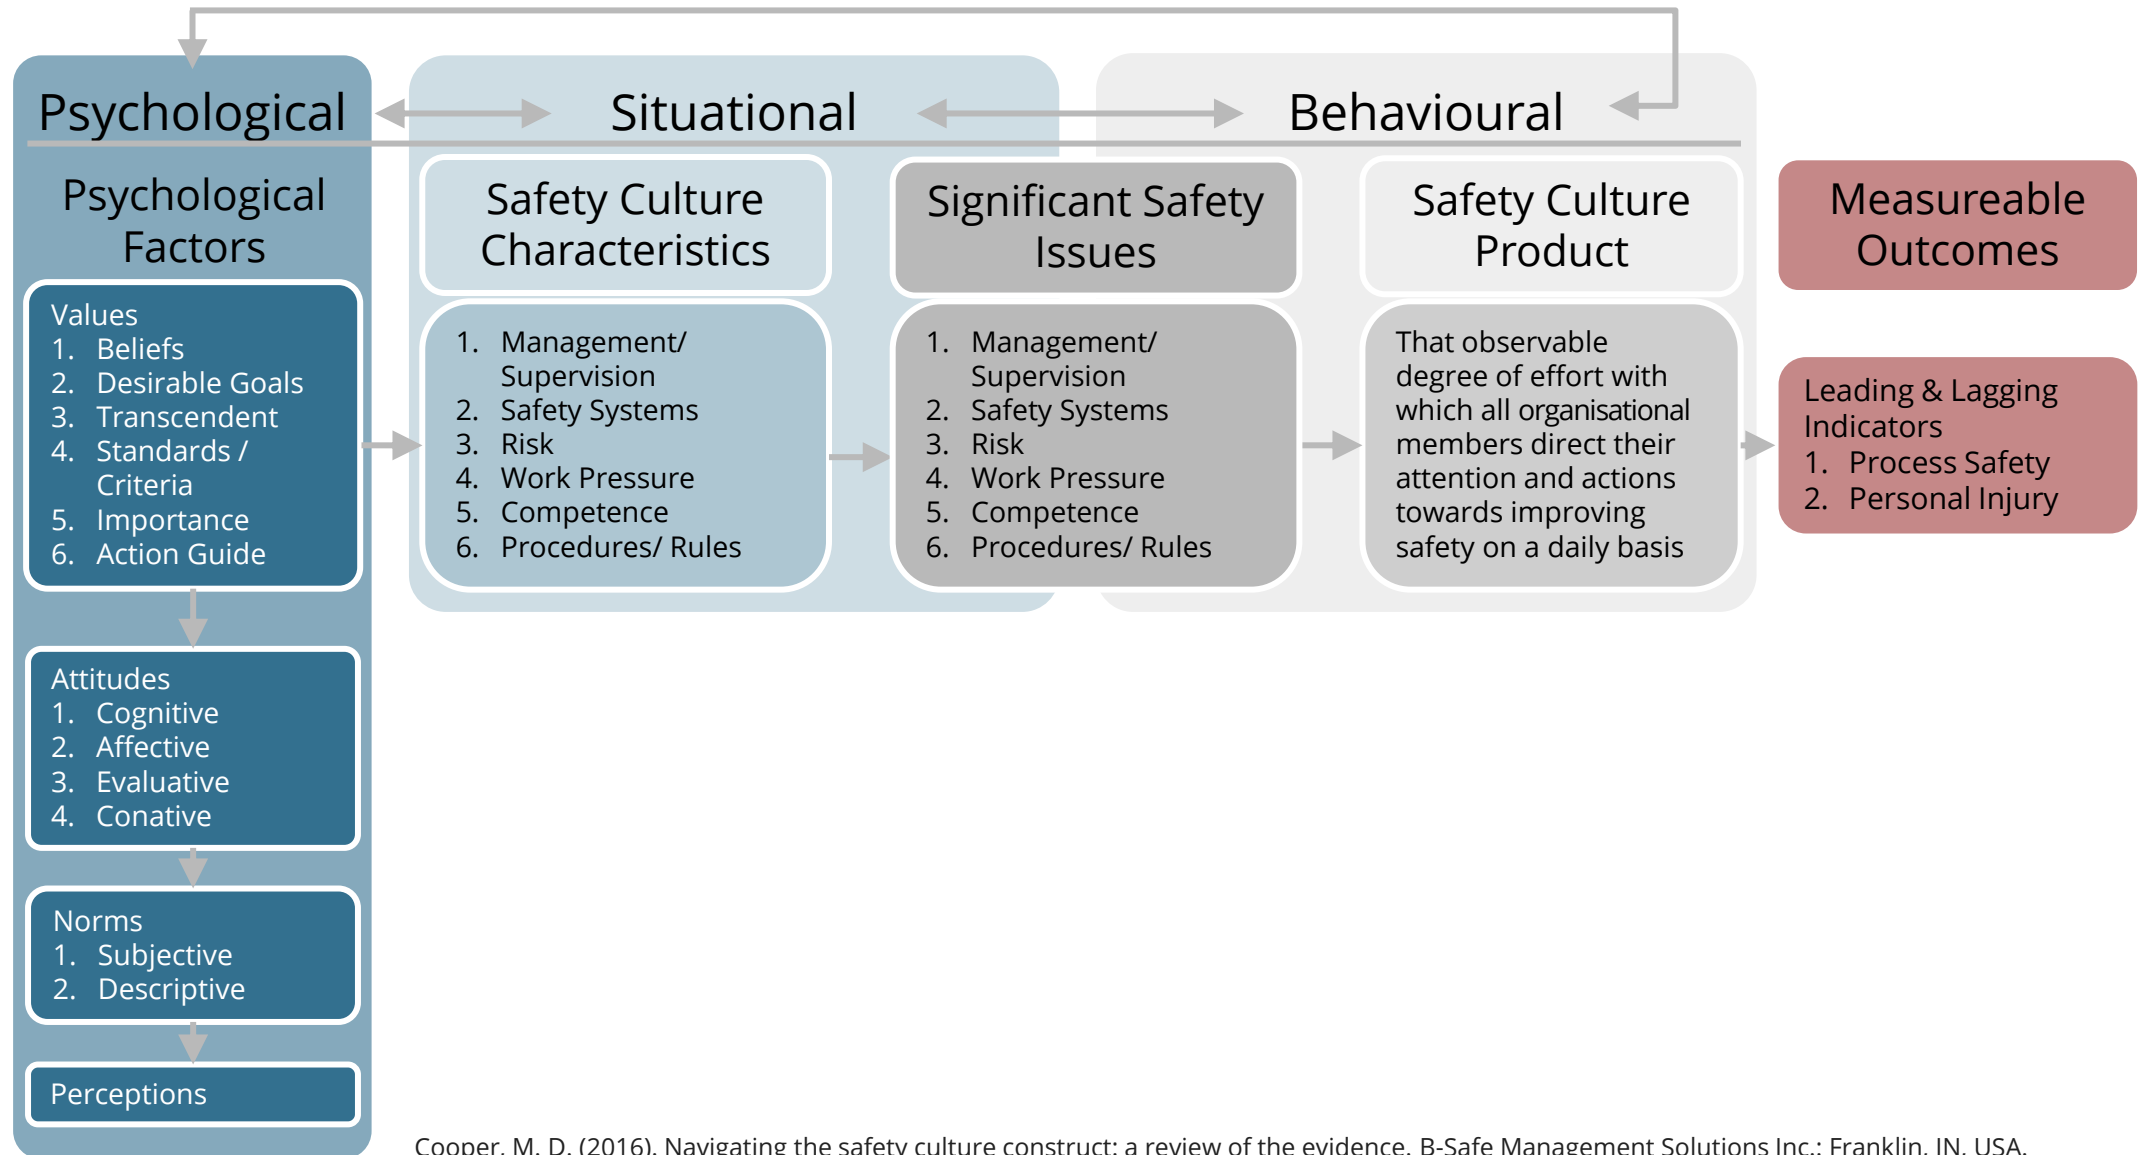 Psychological
Situational
Behavioural
Psychological
Factors
Values
1. Beliefs
2. Desirable Goals
3. Transcendent
4. Standards /
Criteria
5. Importance
6. Action Guide
Attitudes
1. Cognitive
2. Affective
3. Evaluative
4. Conative
Norms
1. Subjective
2. Descriptive
Perceptions
Safety Culture
Characteristics
1. Management/
Supervision
2. Safety Systems
3. Risk
4. Work Pressure
5. Competence
6. Procedures/ Rules
Significant Safety
Issues
1. Management/
Supervision
2. Safety Systems
3. Risk
4. Work Pressure
5. Competence
6. Procedures/ Rules
Safety Culture
Product
That observable
degree of effort with
which all organisational
members direct their
attention and actions
towards improving
safety on a daily basis
Measureable
Outcomes
Leading & Lagging
Indicators
1. Process Safety
2. Personal Injury
Cooper, M. D. (2016). Navigating the safety culture construct: a review of the evidence. B-Safe Management Solutions Inc.: Franklin, IN, USA.